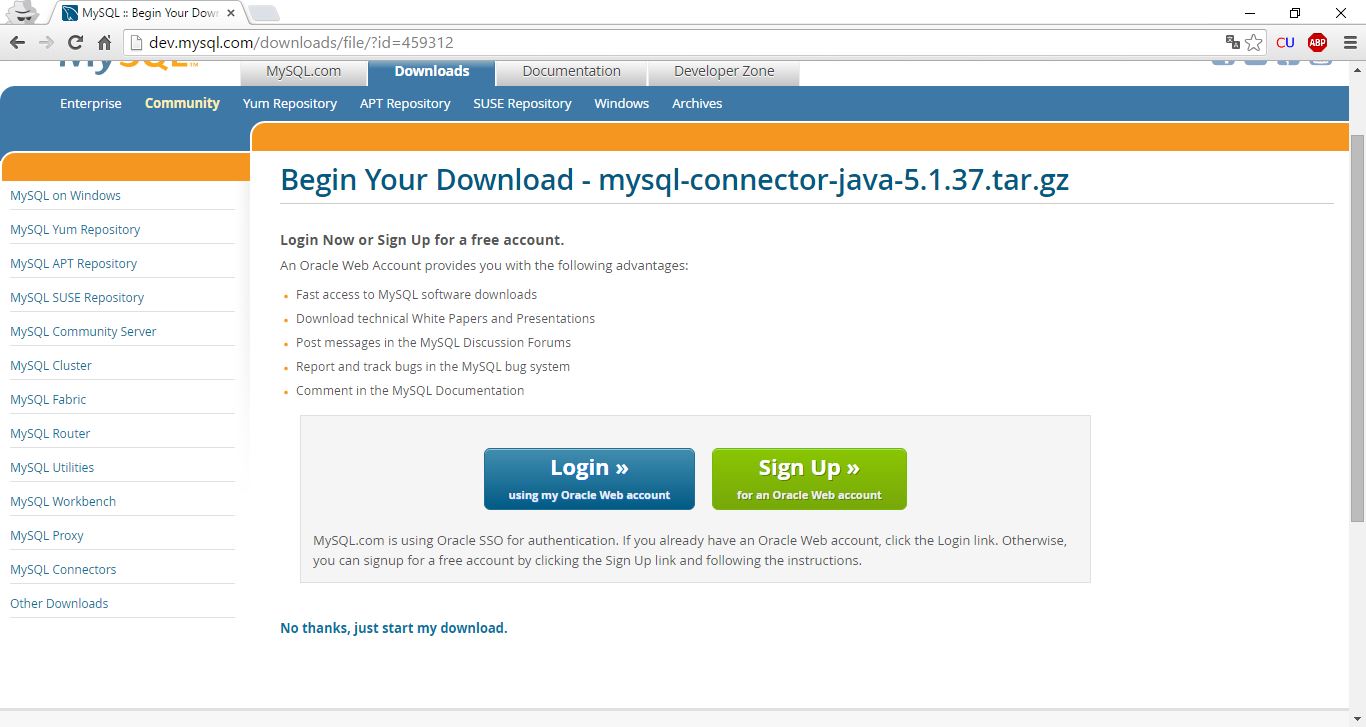 MySQL :: Begin Your Dow
dev.mysql.com/downloads/file/?id=459312
CU
ABP
MySQL™
MySQL.com
Downloads
Documentation
Developer Zone
Enterprise
Community
Yum Repository
APT Repository
SUSE Repository
Windows
Archives
MySQL on Windows
MySQL Yum Repository
MySQL APT Repository
MySQL SUSE Repository
MySQL Community Server
MySQL Cluster
MySQL Fabric
MySQL Router
MySQL Utilities
MySQL Workbench
MySQL Proxy
MySQL Connectors
Other Downloads
Begin Your Download - mysql-connector-java-5.1.37.tar.gz
Login Now or Sign Up for a free account.
An Oracle Web Account provides you with the following advantages:
Fast access to MySQL software downloads
Download technical White Papers and Presentations
Post messages in the MySQL Discussion Forums
Report and track bugs in the MySQL bug system
Comment in the MySQL Documentation
Login »
using my Oracle Web account
Sign Up »
for an Oracle Web account
MySQL.com is using Oracle SSO for authentication. If you already have an Oracle Web account, click the Login link. Otherwise,
you can signup for a free account by clicking the Sign Up link and following the instructions.
No thanks, just start my download.